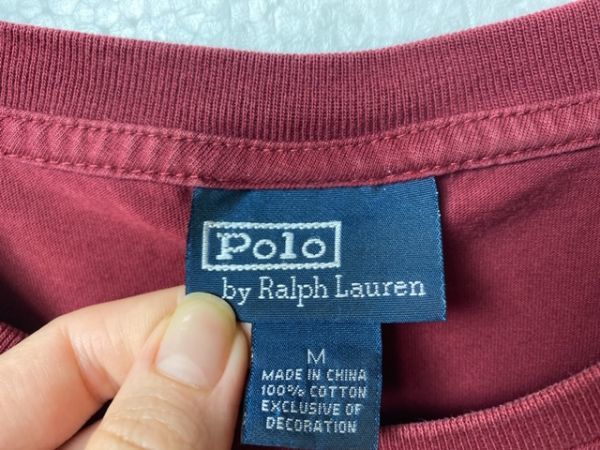 Polo
by Ralph Lauren
M
MADE IN CHINA
100% COTTON
EXCLUSIVE OF
DECORATION